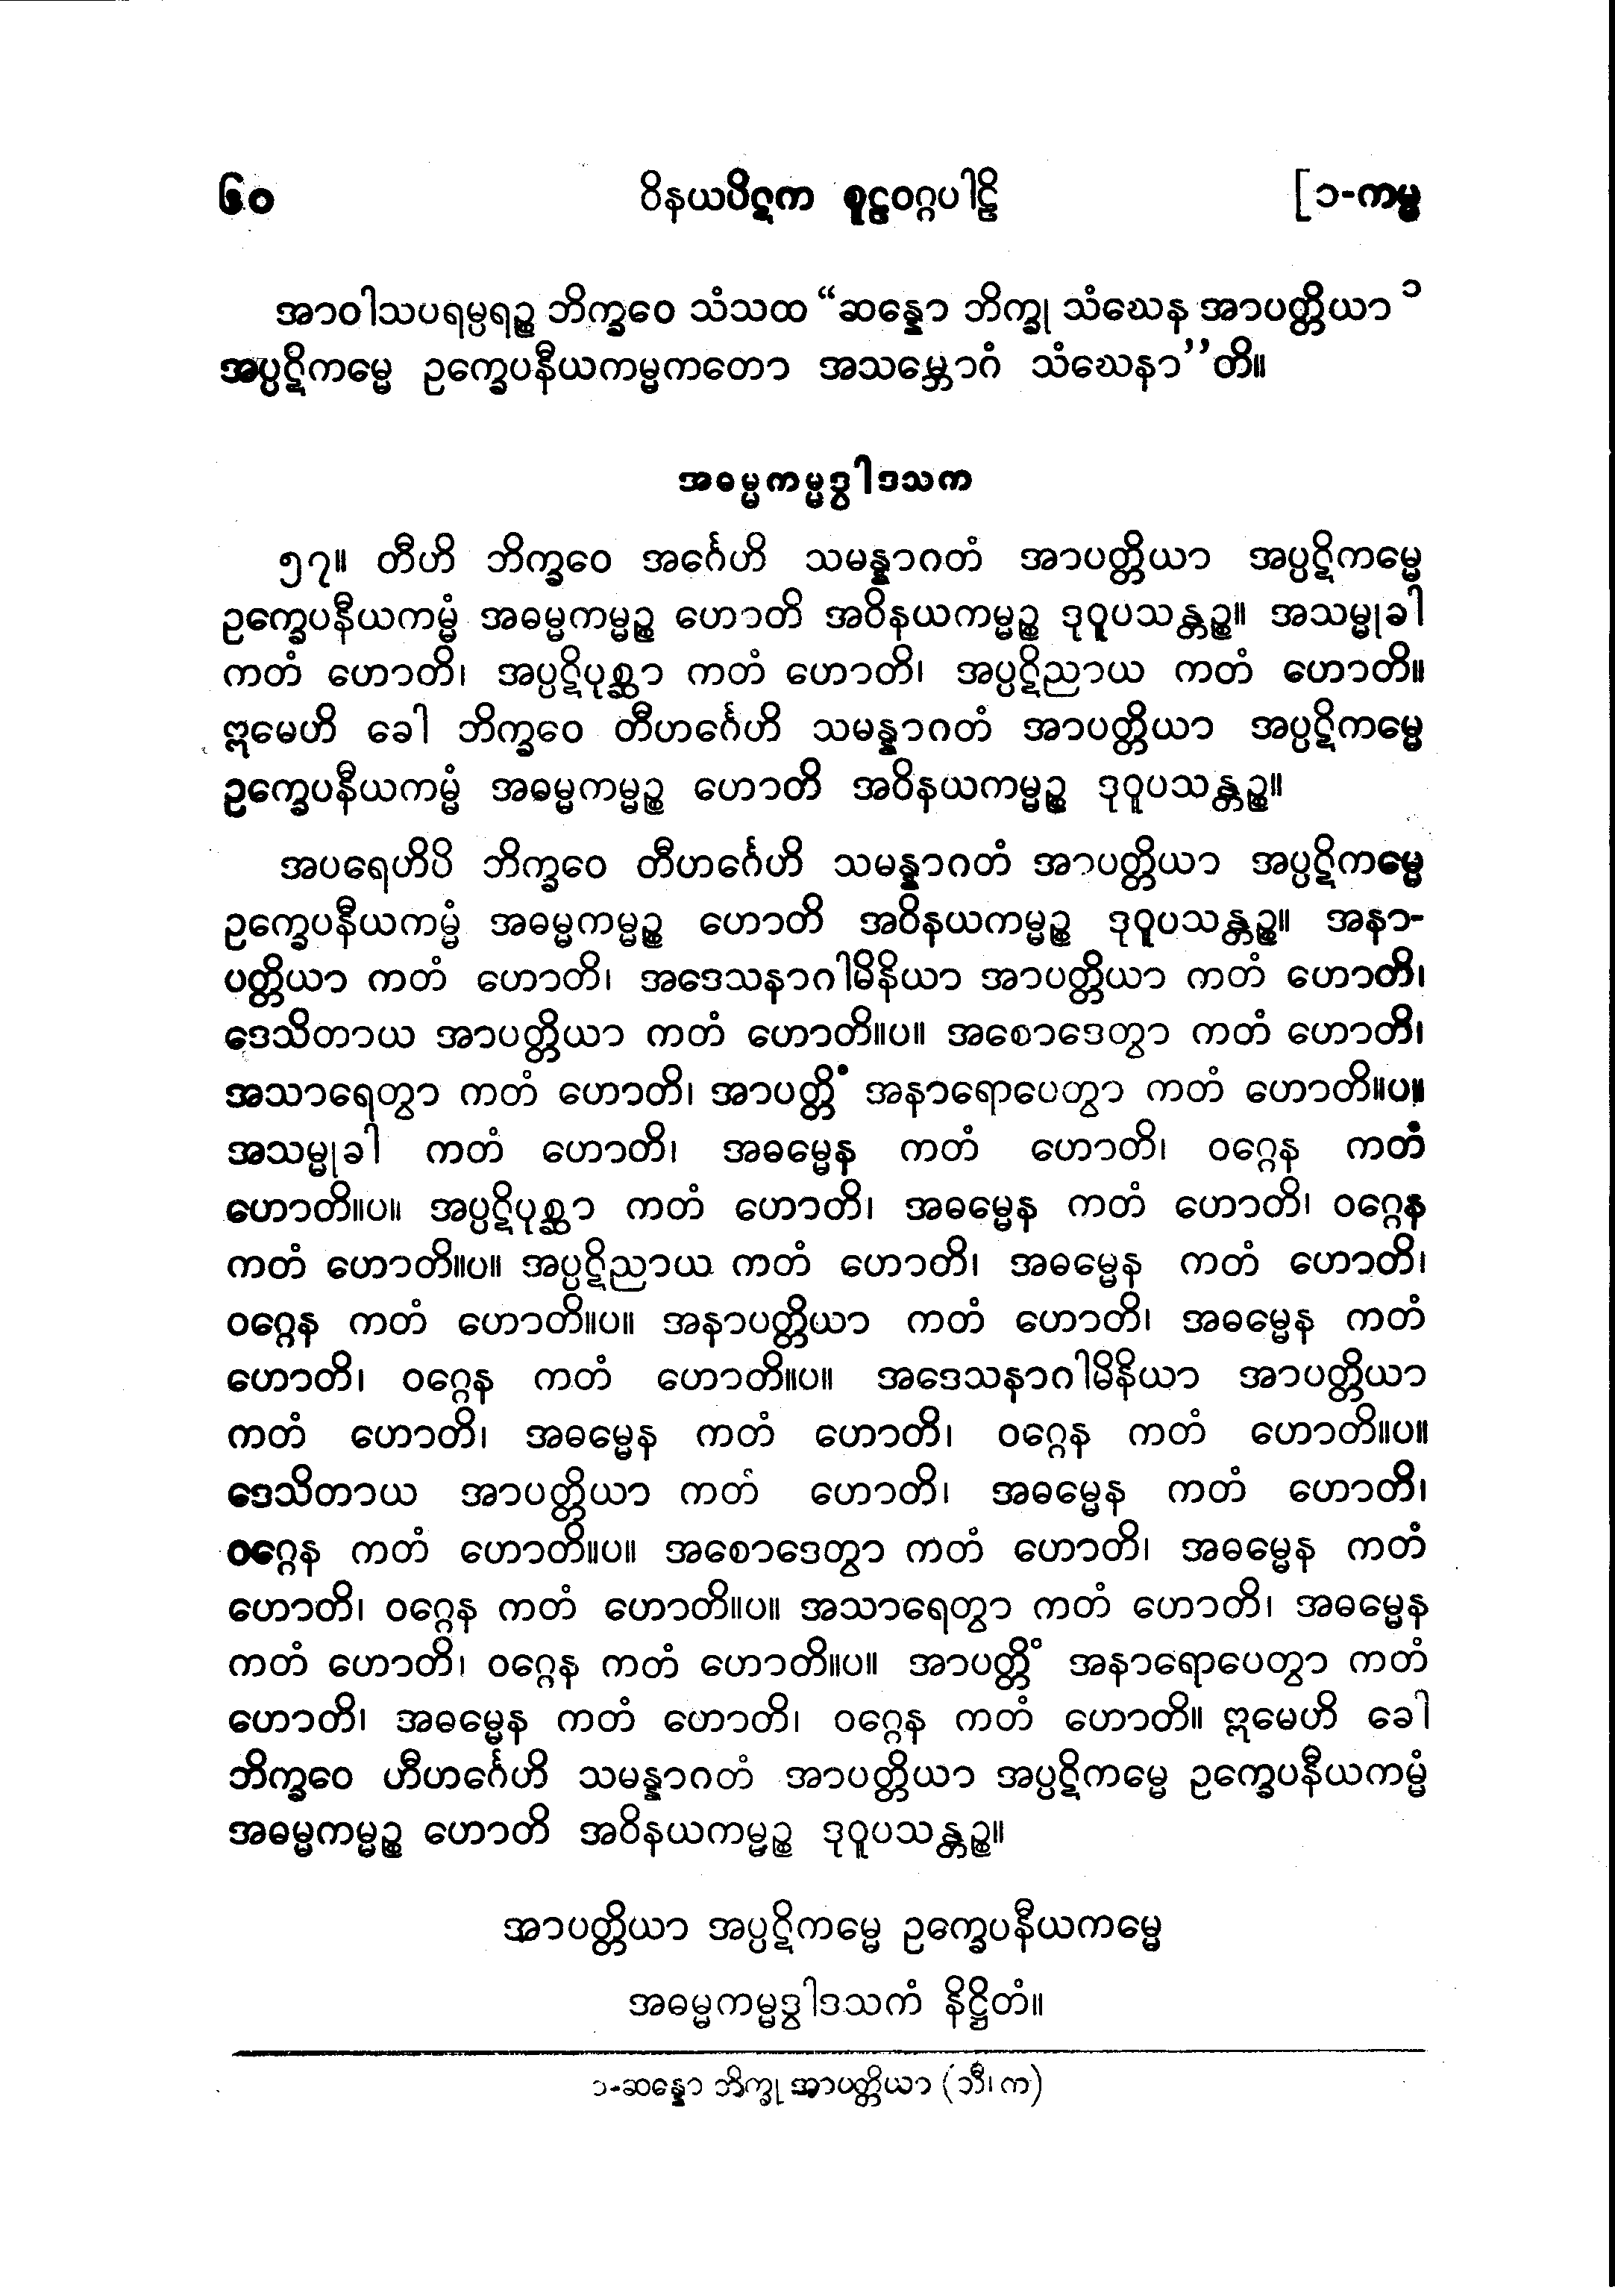 ၆၀ ဝိနယပိဋက စူဠဝဂ္ဂပါဠိ [၁-ကမ္မ
အာဝါသပရမ္ပရဉ္စ ဘိက္ခဝေ သံသထ “ဆန္နော ဘိက္ခု သံဃေန အာပတ္တိယာ ၁
အပ္ပဋိကမ္မေ ဥက္ခေပနီယကမ္မကတော အသမ္ဘောဂံ သံဃေနာ’’တိ။
အဓမ္မကမ္မဒွါဒသက
၅၇။ တီဟိ ဘိက္ခဝေ အင်္ဂေဟိ သမန္နာဂတံ အာပတ္တိယာ အပ္ပဋိကမ္မေ
ဥက္ခေပနီယကမ္မံ အဓမ္မကမ္မဉ္စ ဟောတိ အဝိနယကမ္မဉ္စ ဒုဝူပသန္တဉ္စ။ အသမ္မုခါ
ကတံ ဟောတိ၊ အပ္ပဋိပုစ္ဆာ ကတံ ဟောတိ၊ အပ္ပဋိညာယ ကတံ ဟောတိ။
ဣမေဟိ ခေါ ဘိက္ခဝေ တီဟင်္ဂေဟိ သမန္နာဂတံ အာပတ္တိယာ အပ္ပဋိကမ္မေ
ဥက္ခေပနီယကမ္မံ အဓမ္မကမ္မဉ္စ ဟောတိ အဝိနယကမ္မဉ္စ ဒုဝူပသန္တဉ္စ။
အပရေဟိပိ ဘိက္ခဝေ တီဟင်္ဂေဟိ သမန္နာဂတံ အာပတ္တိယာ အပ္ပဋိကမ္မေ
ဥက္ခေပနီယကမ္မံ အဓမ္မကမ္မဉ္စ ဟောတိ အဝိနယကမ္မဉ္စ ဒုဝူပသန္တဉ္စ။ အနာ-
ပတ္တိယာ ကတံ ဟောတိ၊ အဒေသနာဂါမိနိယာ အာပတ္တိယာ ကတံ ဟောတိ၊
ဒေသိတာယ အာပတ္တိယာ ကတံ ဟောတိ။ပ။ အစောဒေတွာ ကတံ ဟောတိ၊
အသာရေတွာ ကတံ ဟောတိ၊ အာပတ္တိံ အနာရောပေတွာ ကတံ ဟောတိ။ပ။
အသမ္မုခါ ကတံ ဟောတိ၊ အဓမ္မေန ကတံ ဟောတိ၊ ဝဂ္ဂေန ကတံ
ဟောတိ။ပ။ အပ္ပဋိပုစ္ဆာ ကတံ ဟောတိ၊ အဓမ္မေန ကတံ ဟောတိ၊ ဝဂ္ဂေန
ကတံ ဟောတိ။ပ။ အပ္ပဋိညာယ ကတံ ဟောတိ၊ အဓမ္မေန ကတံ ဟောတိ၊
ဝဂ္ဂေန ကတံ ဟောတိ။ပ။ အနာပတ္တိယာ ကတံ ဟောတိ၊ အဓမ္မေန ကတံ
ဟောတိ၊ ဝဂ္ဂေန ကတံ ဟောတိ။ပ။ အဒေသနာဂါမိနိယာ အာပတ္တိယာ
ကတံ ဟောတိ၊ အဓမ္မေန ကတံ ဟောတိ၊ ဝဂ္ဂေန ကတံ ဟောတိ။ပ။
ဒေသိတာယ အာပတ္တိယာ ကတံ ဟောတိ၊ အဓမ္မေန ကတံ ဟောတိ၊
ဝဂ္ဂေန ကတံ ဟောတိ။ပ။ အစောဒေတွာ ကတံ ဟောတိ၊ အဓမ္မေန ကတံ
ဟောတိ၊ ဝဂ္ဂေန ကတံ ဟောတိ။ပ။ အသာရေတွာ ကတံ ဟောတိ၊ အဓမ္မေန
ကတံ ဟောတိ၊ ဝဂ္ဂေန ကတံ ဟောတိ။ပ။ အာပတ္တိံ အနာရောပေတွာ ကတံ
ဟောတိ၊ အဓမ္မေန ကတံ ဟောတိ၊ ဝဂ္ဂေန ကတံ ဟောတိ။ ဣမေဟိ ခေါ
ဘိက္ခဝေ ဟီဟင်္ဂေဟိ သမန္နာဂတံ အာပတ္တိယာ အပ္ပဋိကမ္မေ ဥက္ခေပနီယကမ္မံ
အဓမ္မကမ္မဉ္စ ဟောတိ အဝိနယကမ္မဉ္စ ဒုဝူပသန္တဉ္စ။
အာပတ္တိယာ အပ္ပဋိကမ္မေ ဥက္ခေပနီယကမ္မေ
အဓမ္မကမ္မဒွါဒသကံ နိဋ္ဌိတံ။
၁-ဆန္နော ဘိက္ခု အာပတ္တိယာ (သီ၊ က)